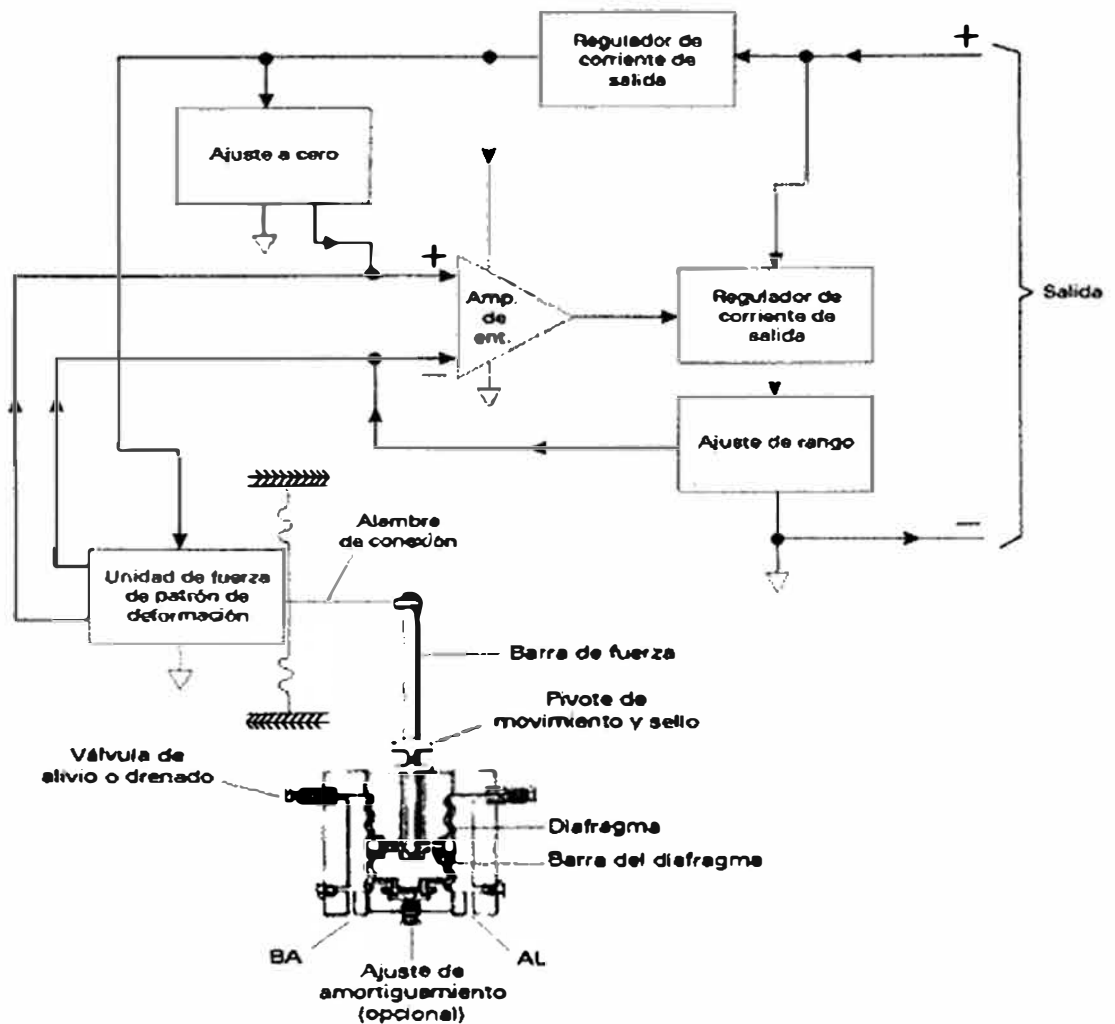 Regulador de
corriente de
salida
+
Ajuste a cero
+
Amp.
de
ent.
Regulador de
corriente de
salida
Salida
—
Ajuste de rango
Alambre
de conexión
—
Unidad de fuerza
de patrón de
deformación
Barra de fuerza
Pivote de
movimiento y sello
Válvula de
alivio o drenado
Diafragma
Barra del diafragma
BA
AL
Ajuste de
amortiguamiento
(opcional)